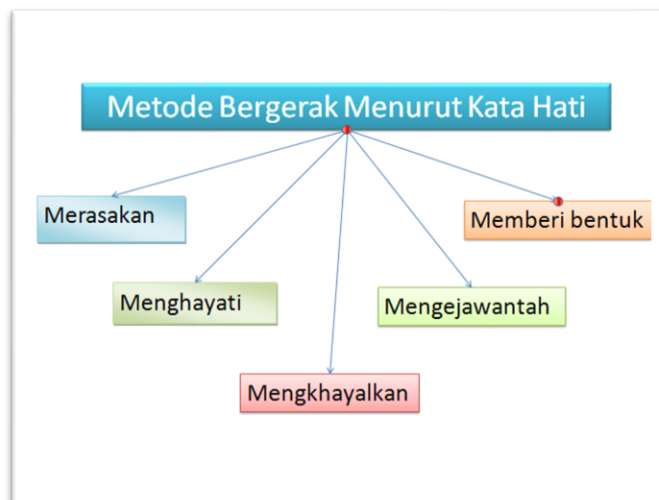 Metode Bergerak Menurut Kata Hati
Merasakan
Memberi bentuk
Menghayati
Mengejawantah
Mengkhayalkan